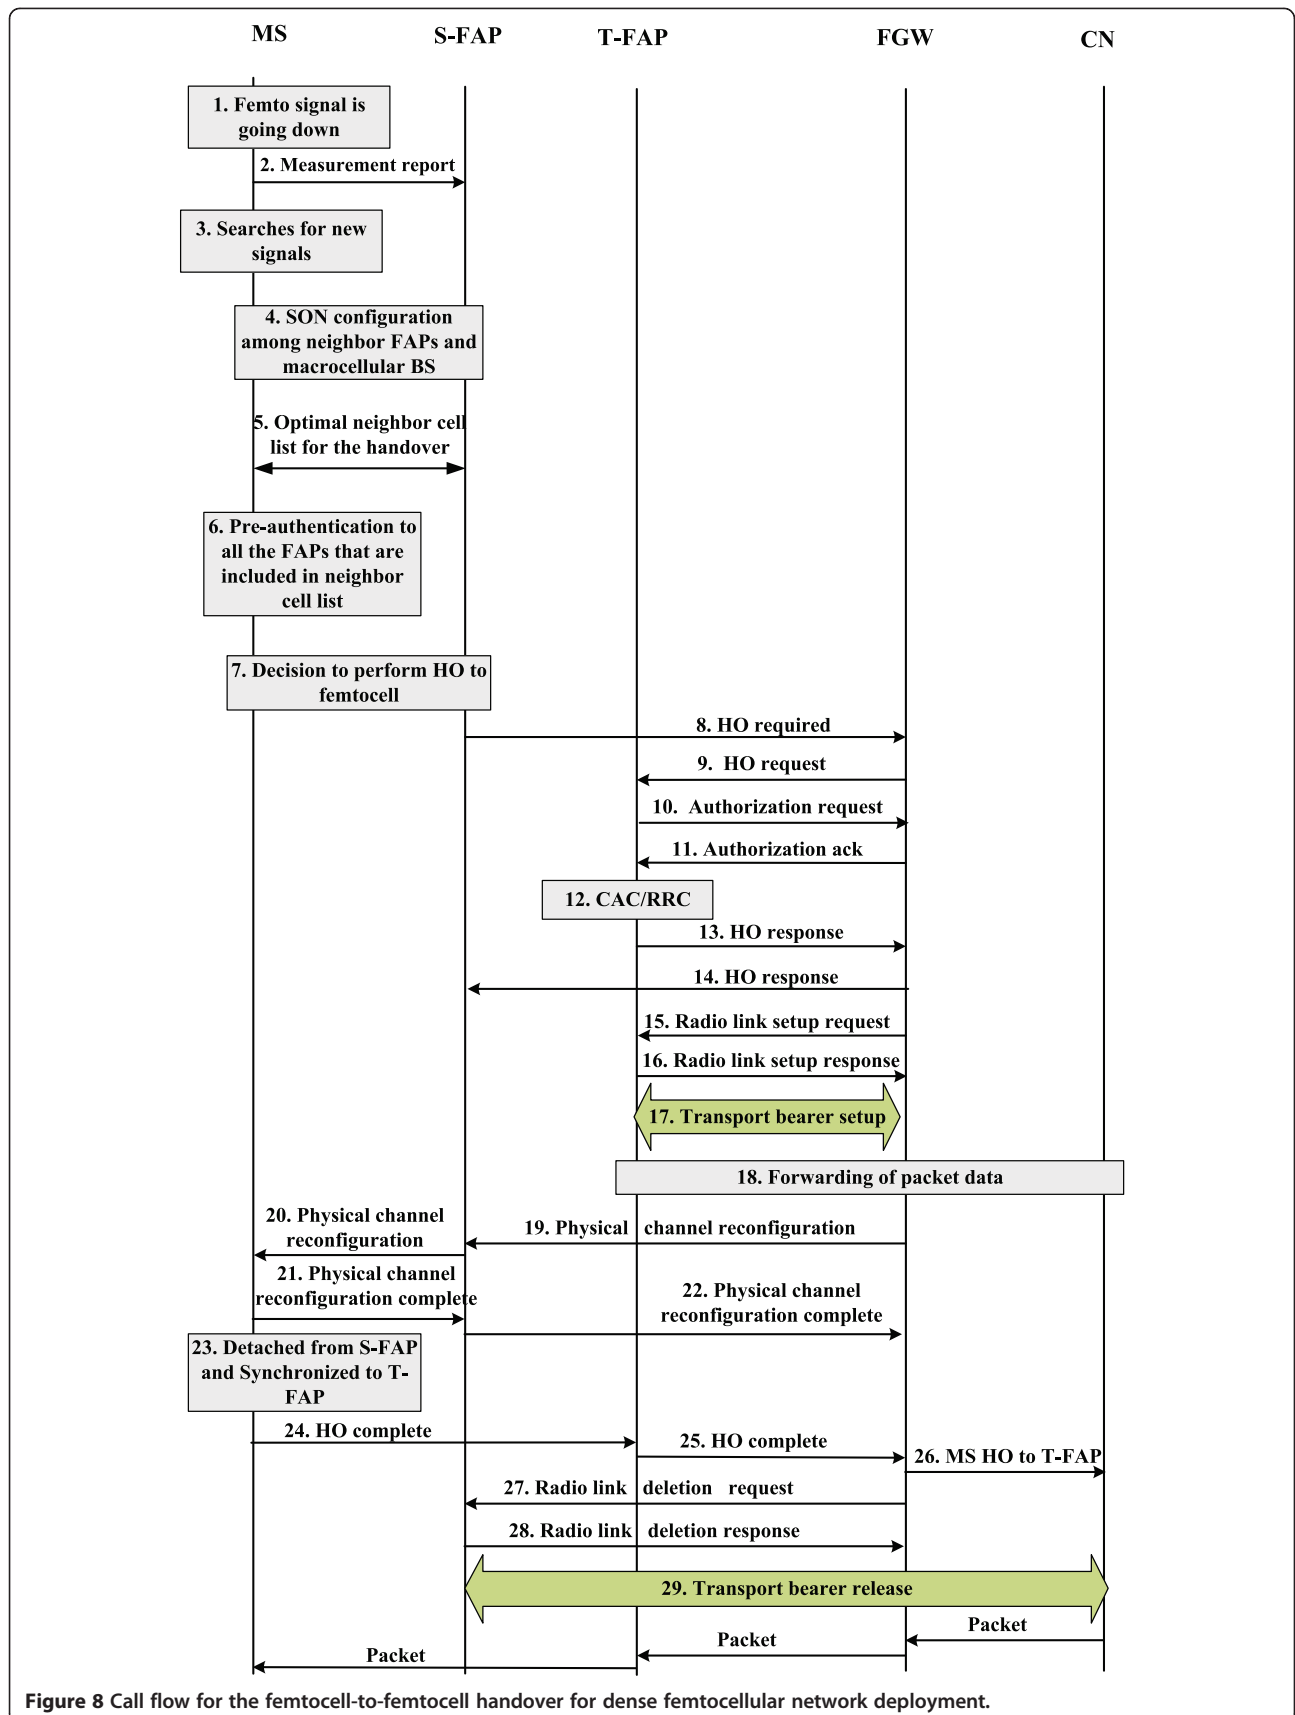 MS S-FAP T-FAP FGW CN
1. Femto signal is
going down
2. Measurement report
3. Searches for new
signals
4. SON configuration
among neighbor FAPs and
macrocellular BS
5. Optimal neighbor cell
list for the handover
6. Pre-authentication to
all the FAPs that are
included in neighbor
cell list
7. Decision to perform HO to
femtocell
8. HO required
9. HO request
10. Authorization request
11. Authorization ack
12. CAC/RRC
13. HO response
14. HO response
15. Radio link setup request
16. Radio link setup response
17. Transport bearer setup
18. Forwarding of packet data
19. Physical channel reconfiguration
20. Physical channel
reconfiguration
21. Physical channel
reconfiguration complete
22. Physical channel
reconfiguration complete
23. Detached from S-FAP
and Synchronized to T-
FAP
24. HO complete
25. HO complete
26. MS HO to T-FAP
27. Radio link deletion request
28. Radio link deletion response
29. Transport bearer release
Packet
Packet
Packet
Figure 8 Call flow for the femtocell-to-femtocell handover for dense femtocellular network deployment.